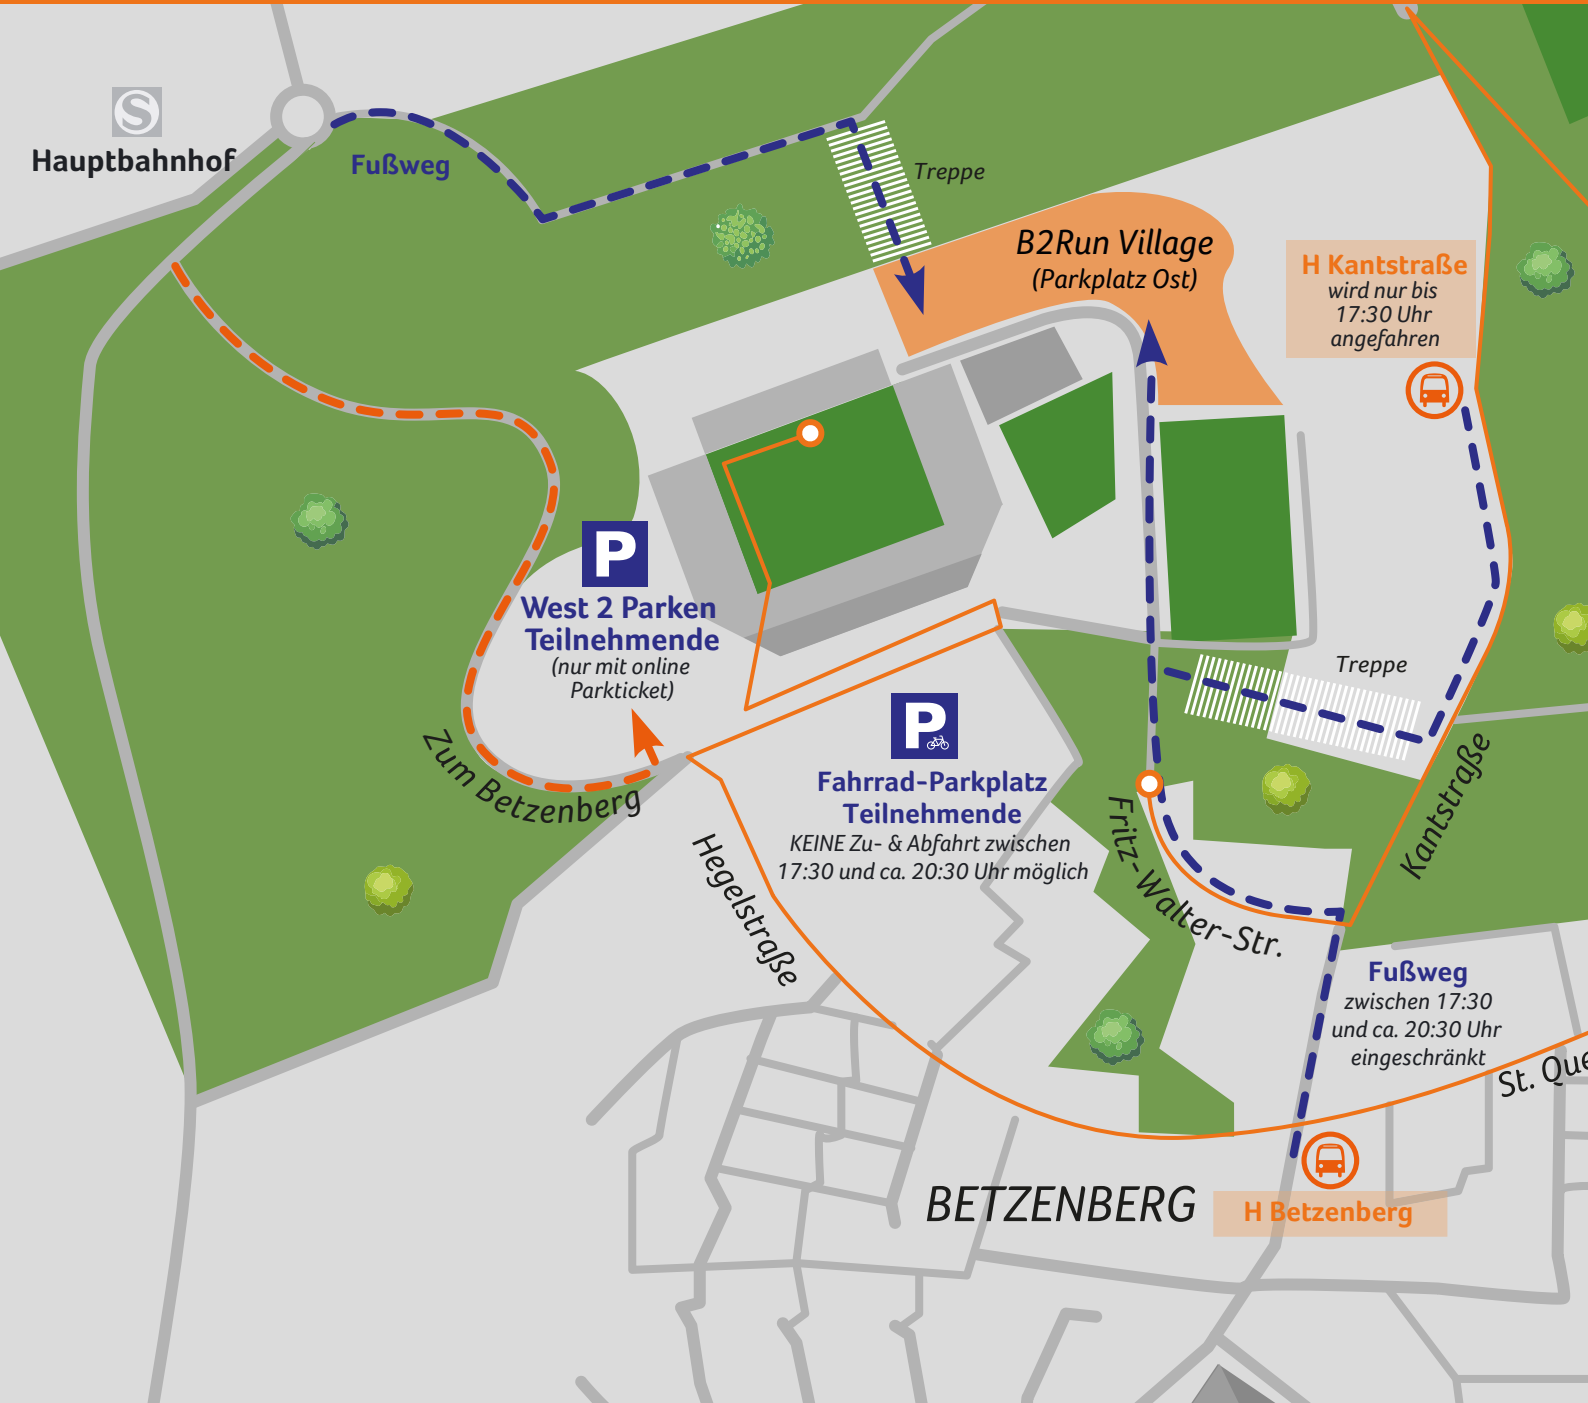 S
Hauptbahnhof
Fußweg
Treppe
B2Run Village
(Parkplatz Ost)
H Kantstraße
wird nur bis
17:30 Uhr
angefahren
P
West 2 Parken
Teilnehmende
(nur mit online
Parkticket)
Treppe
P
Fahrrad-Parkplatz
Teilnehmende
KEINE Zu- & Abfahrt zwischen
17:30 und ca. 20:30 Uhr möglich
Zum Betzenberg
Hegelstraße
Fritz-Walter-Str.
Kantstraße
Fußweg
zwischen 17:30
und ca. 20:30 Uhr
eingeschränkt
St. Que
BETZENBERG
H Betzenberg